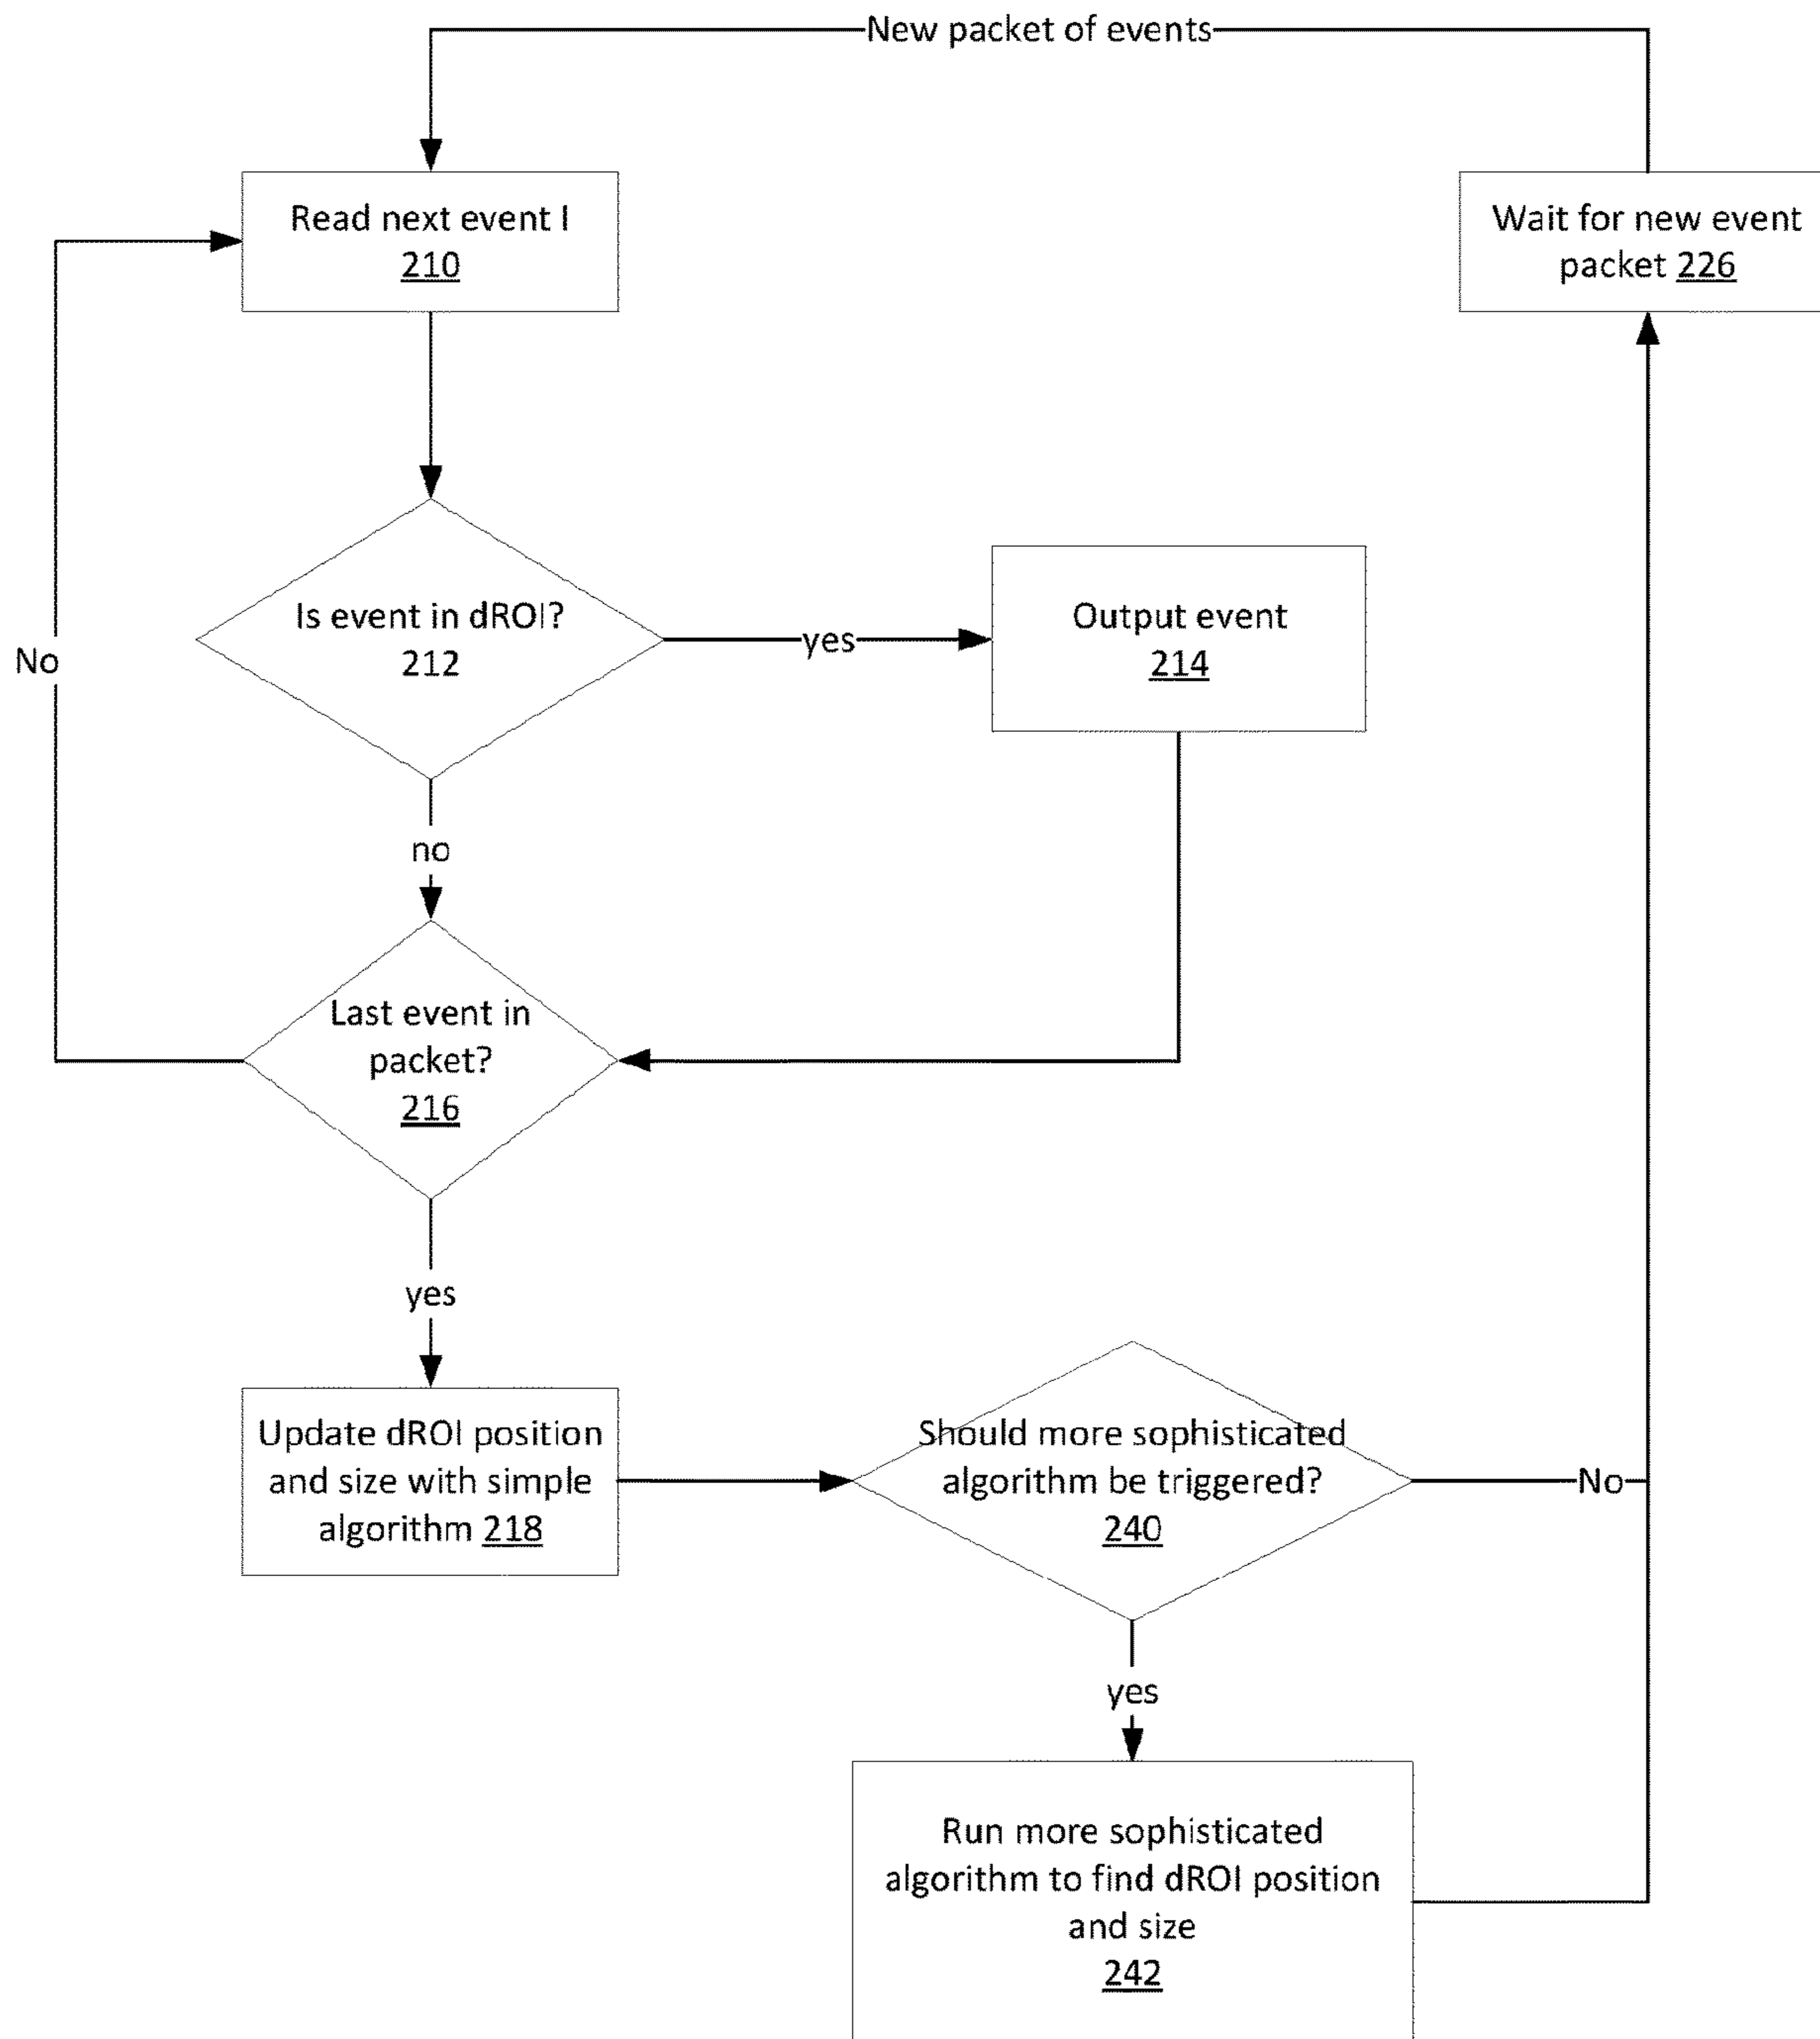 New packet of events
Read next event I
210
Wait for new event
packet 226
Is event in dROI?
212
yes
Output event
214
No
no
Last event in
packet?
216
yes
Update dROI position
and size with simple
algorithm 218
Should more sophisticated
algorithm be triggered?
240
No
yes
Run more sophisticated
algorithm to find dROI position
and size
242